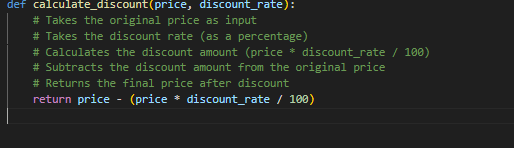 def calculate_discount(price, discount_rate):
# Takes the original price as input
# Takes the discount rate (as a percentage)
# Calculates the discount amount (price * discount_rate / 100)
# Subtracts the discount amount from the original price
# Returns the final price after discount
return price - (price * discount_rate / 100)